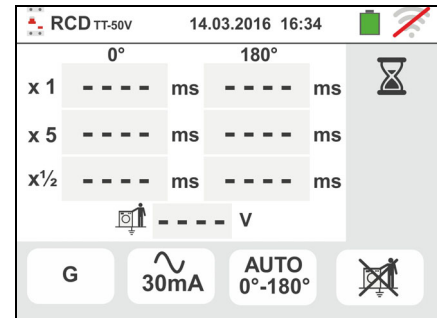 RCD TT-50V 14.03.2016 16:34
0° 180°
x 1 - - - - ms - - - - ms
x 5 - - - - ms - - - - ms
x½ - - - - ms - - - - ms
- - - - V
G 30mA AUTO 0°-180°